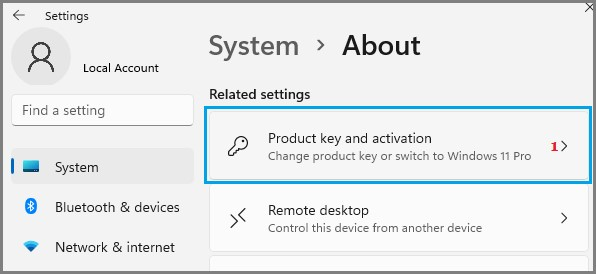 Settings
Local Account
Find a setting
System
Bluetooth & devices
Network & internet
System > About
Related settings
Product key and activation
Change product key or switch to Windows 11 Pro
1
Remote desktop
Control this device from another device